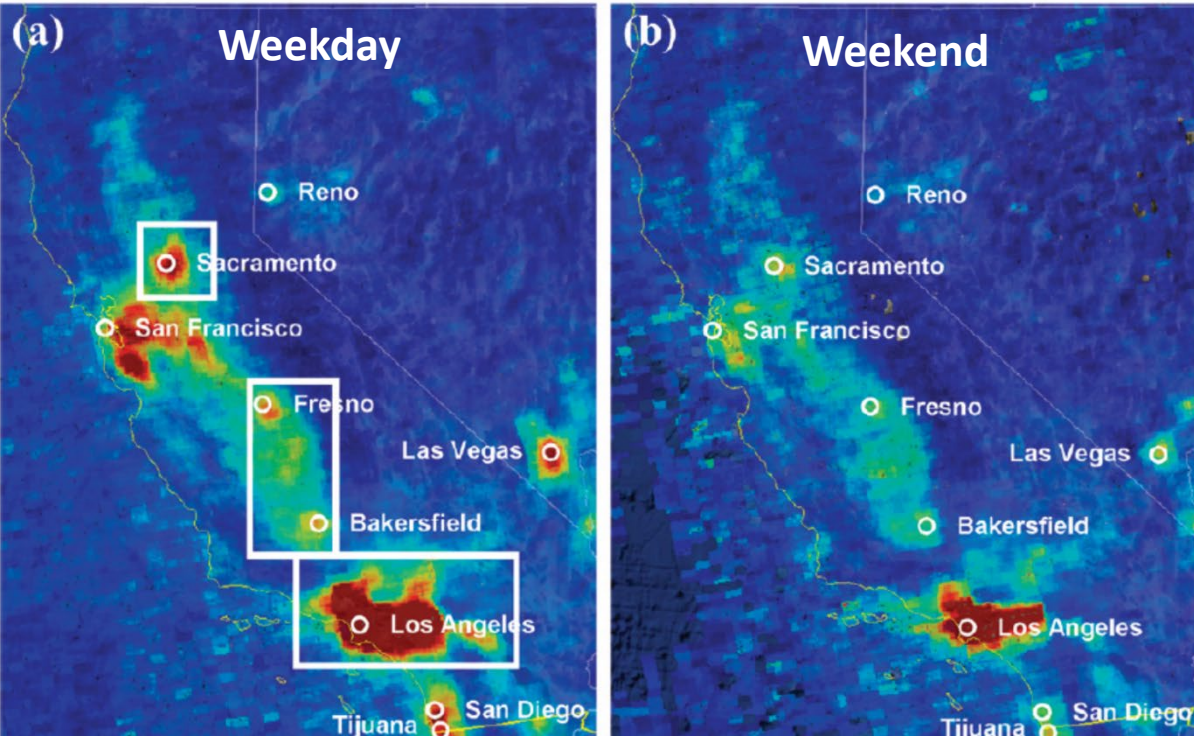 (a)
Weekday
Reno
Sacramento
San Francisco
Fresno
Las Vegas
Bakersfield
Los Angeles
San Diego
Tijuana
(b)
Weekend
Reno
Sacramento
San Francisco
Fresno
Las Vegas
Bakersfield
Los Angeles
San Diego
Tijuana